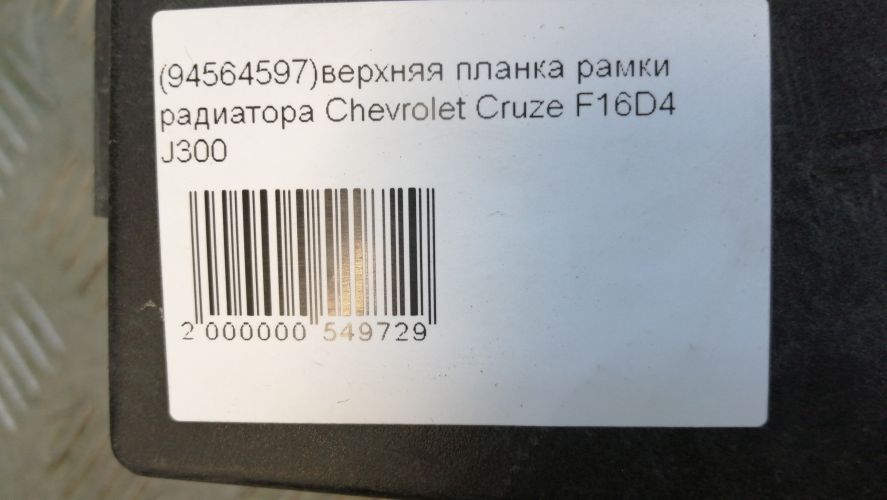 (94564597)верхняя планка рамки
радиатора Chevrolet Cruze F16D4
J300
2 000000 549729